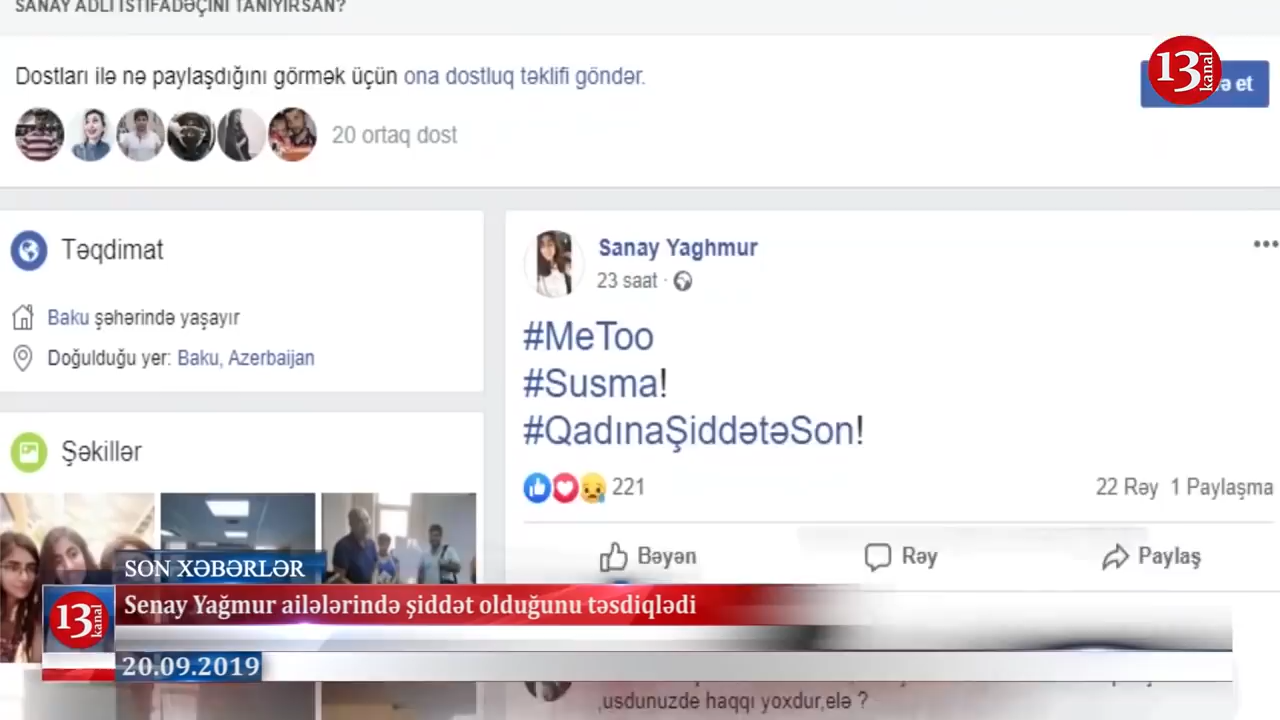 SANAY ADLI İSTİFADƏÇİNİ TANIYIRSAN?
Dostları ilə nə paylaşdığını görmək üçün ona dostluq təklifi göndər.
13 kanal
ə et
20 ortaq dost
Təqdimat
Baku şəhərində yaşayır
Doğulduğu yer: Baku, Azerbaijan
Şəkillər
Sanay Yaghmur
23 saat ·
#MeToo
#Susma!
#QadınaŞiddətəSon!
221
22 Rəy 1 Paylaşma
Bəyən
Rəy
Paylaş
SON XƏBƏRLƏR
13 kanal
Senay Yağmur ailələrində şiddət olduğunu təsdiqlədi
20.09.2019
,usdunuzde haqqı yoxdur,elə ?